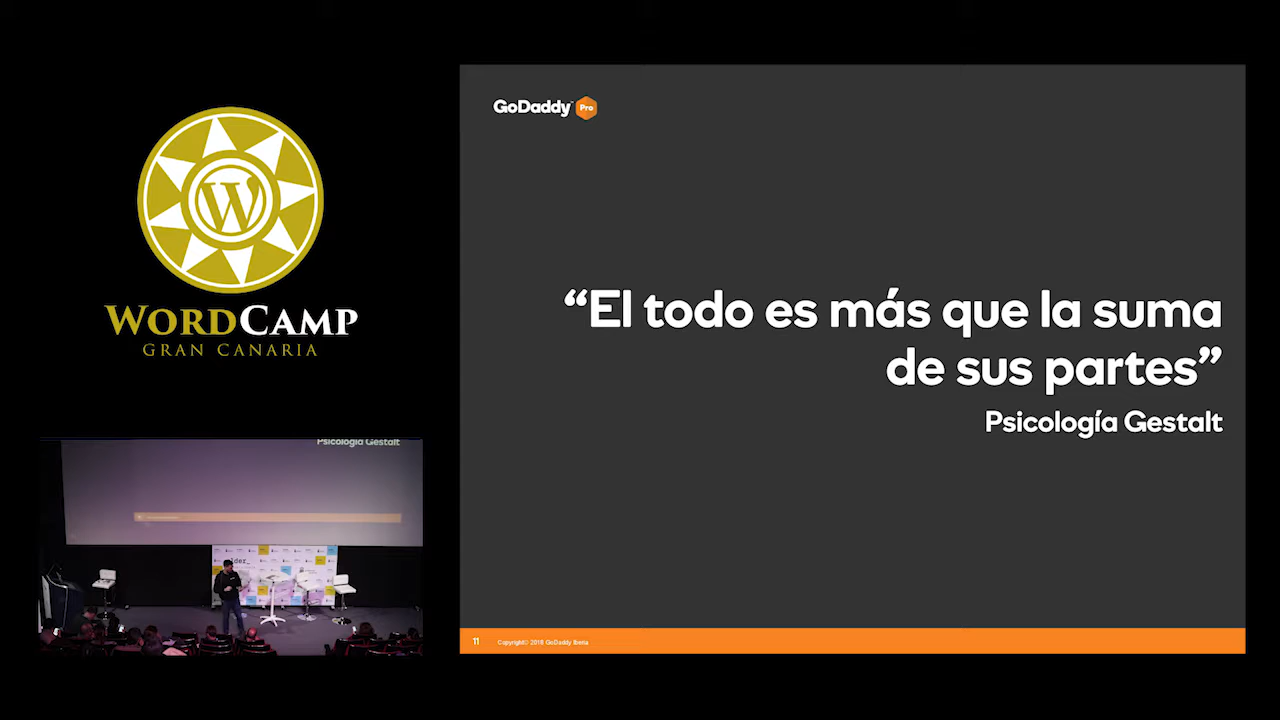 GoDaddy Pro
“El todo es más que la suma
de sus partes”
Psicología Gestalt
11 Copyright© 2018 GoDaddy Iberia
W
WORDCAMP
GRAN CANARIA
Psicología Gestalt